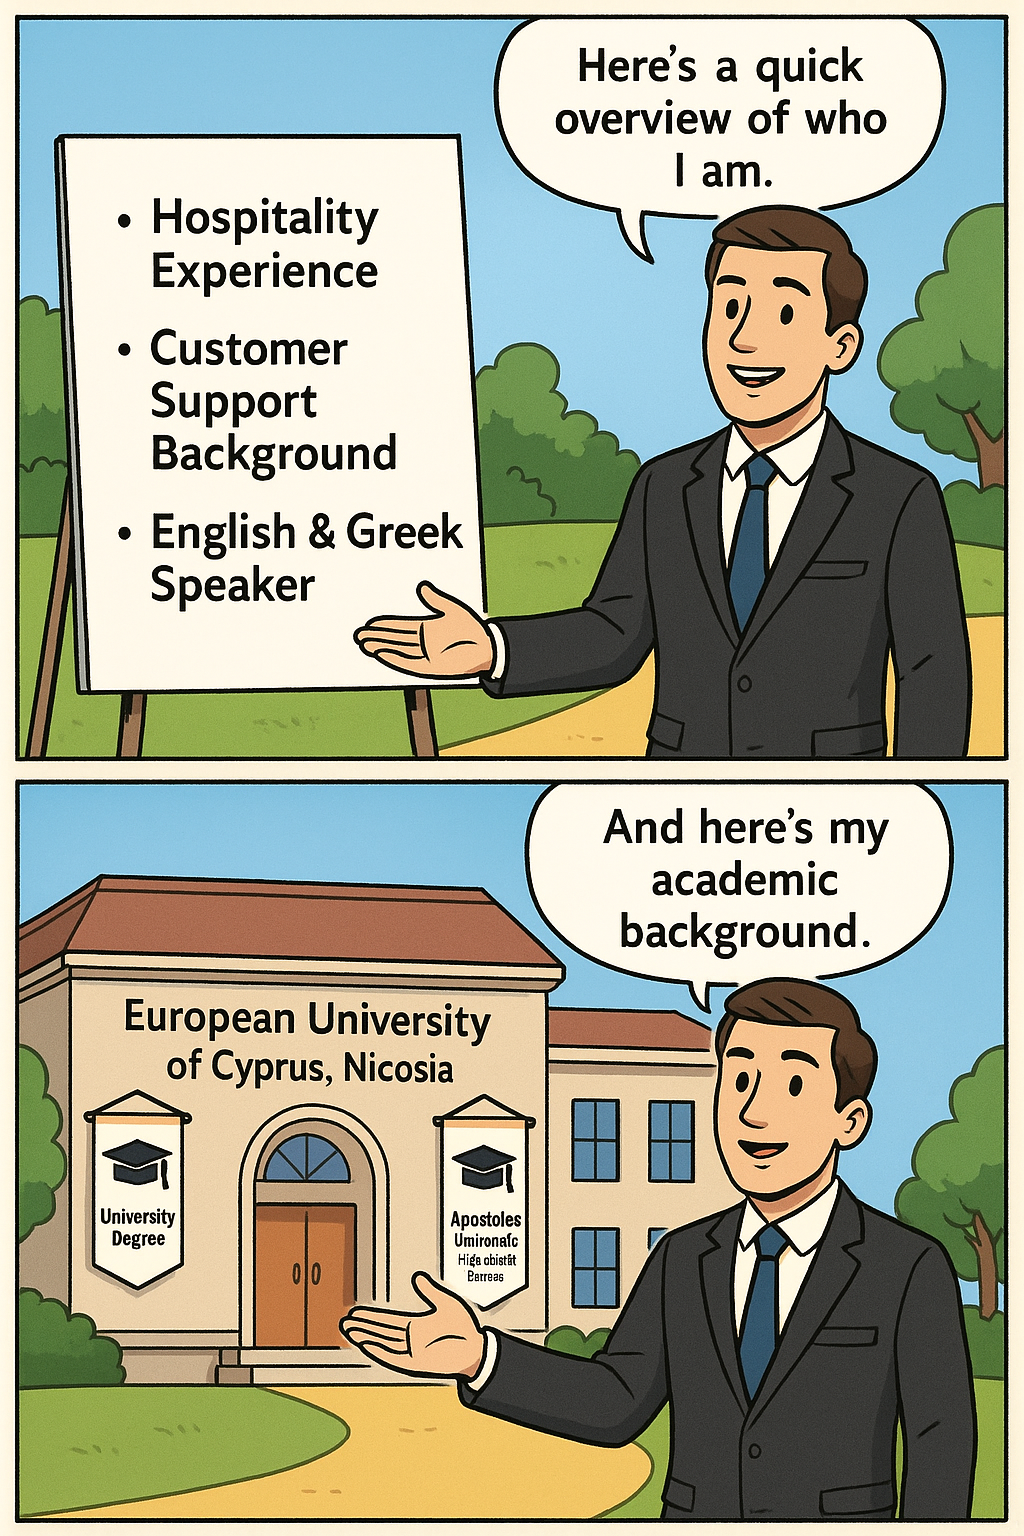 Here's a quick
overview of who
I am.
• Hospitality
Experience
• Customer
Support
Background
• English & Greek
Speaker
And here's my
academic
background.
European University
of Cyprus, Nicosia
University
Degree
Apostoles